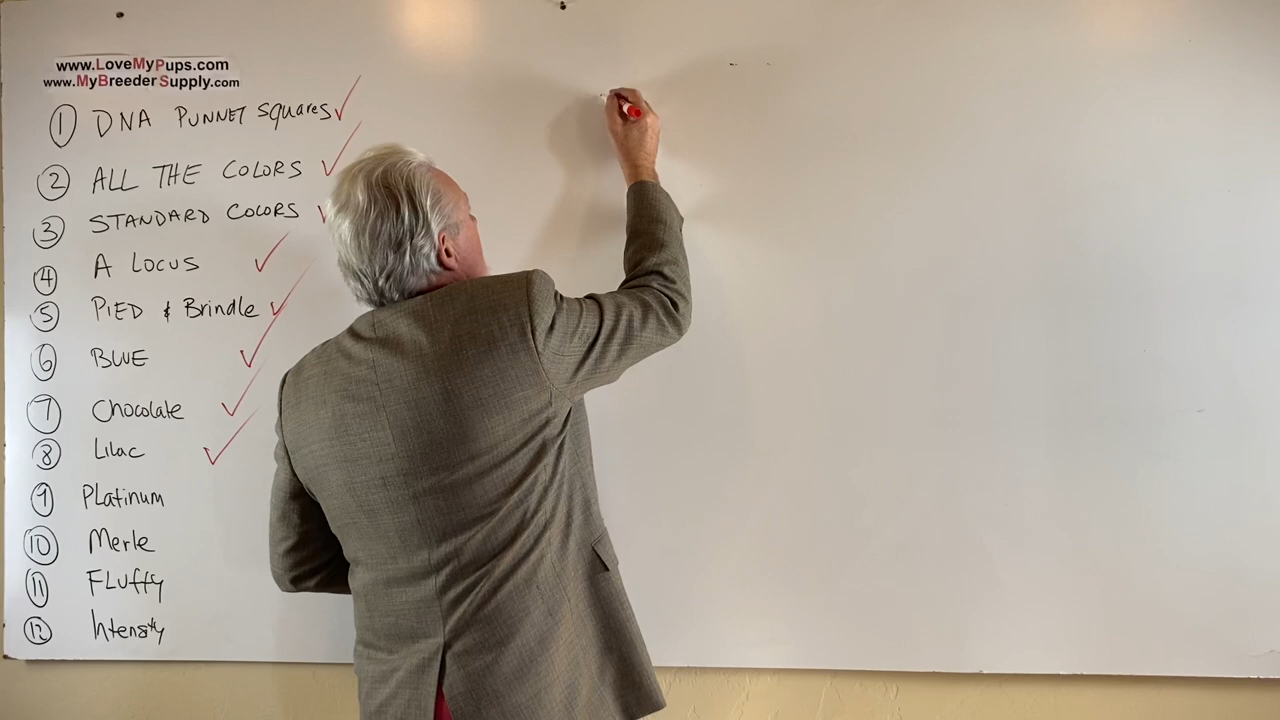 www.LoveMyPups.com
www.MyBreederSupply.com
1 DNA PUNNET Squares ✓
2 ALL THE COLORS ✓
3 STANDARD COLORS ✓
4 A LOCUS ✓
5 PIED & Brindle ✓
6 BLUE ✓
7 Chocolate ✓
8 Lilac ✓
9 Platinum
10 Merle
11 FLuffy
12 Intensity